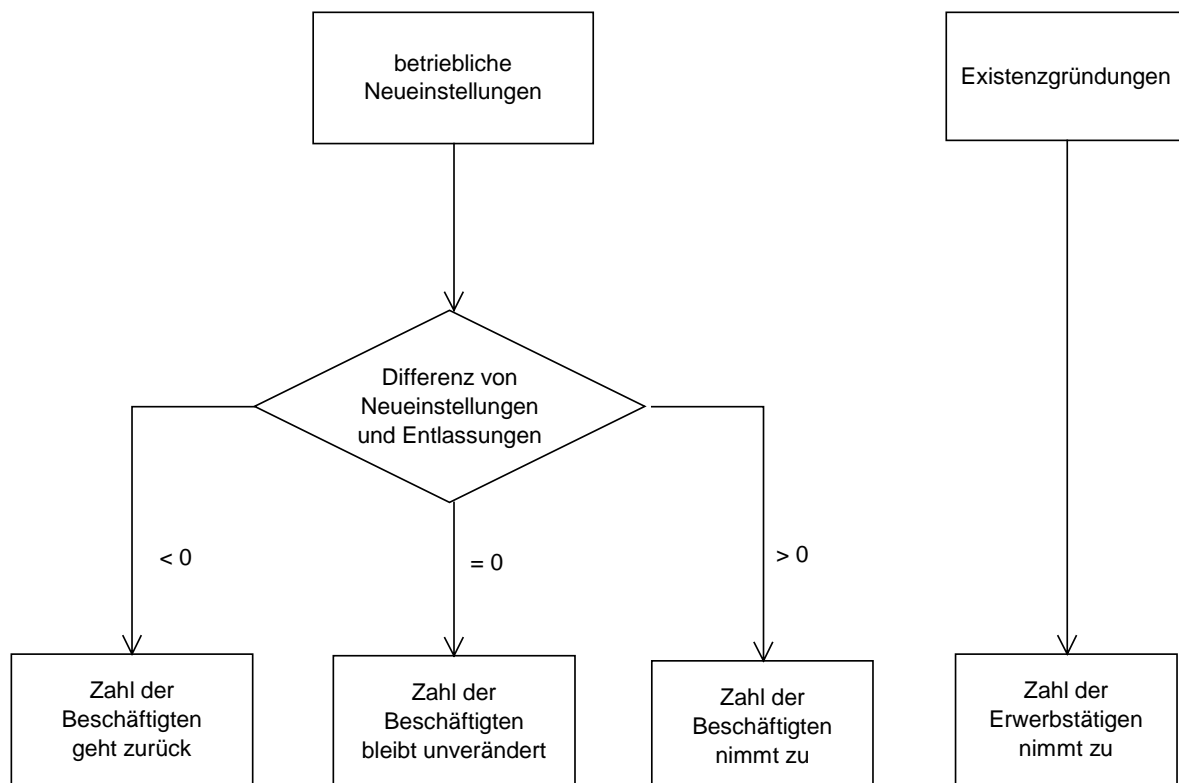 betriebliche
Neueinstellungen
Existenzgründungen
Differenz von
Neueinstellungen
und Entlassungen
< 0
= 0
> 0
Zahl der
Beschäftigten
geht zurück
Zahl der
Beschäftigten
bleibt unverändert
Zahl der
Beschäftigten
nimmt zu
Zahl der
Erwerbstätigen
nimmt zu